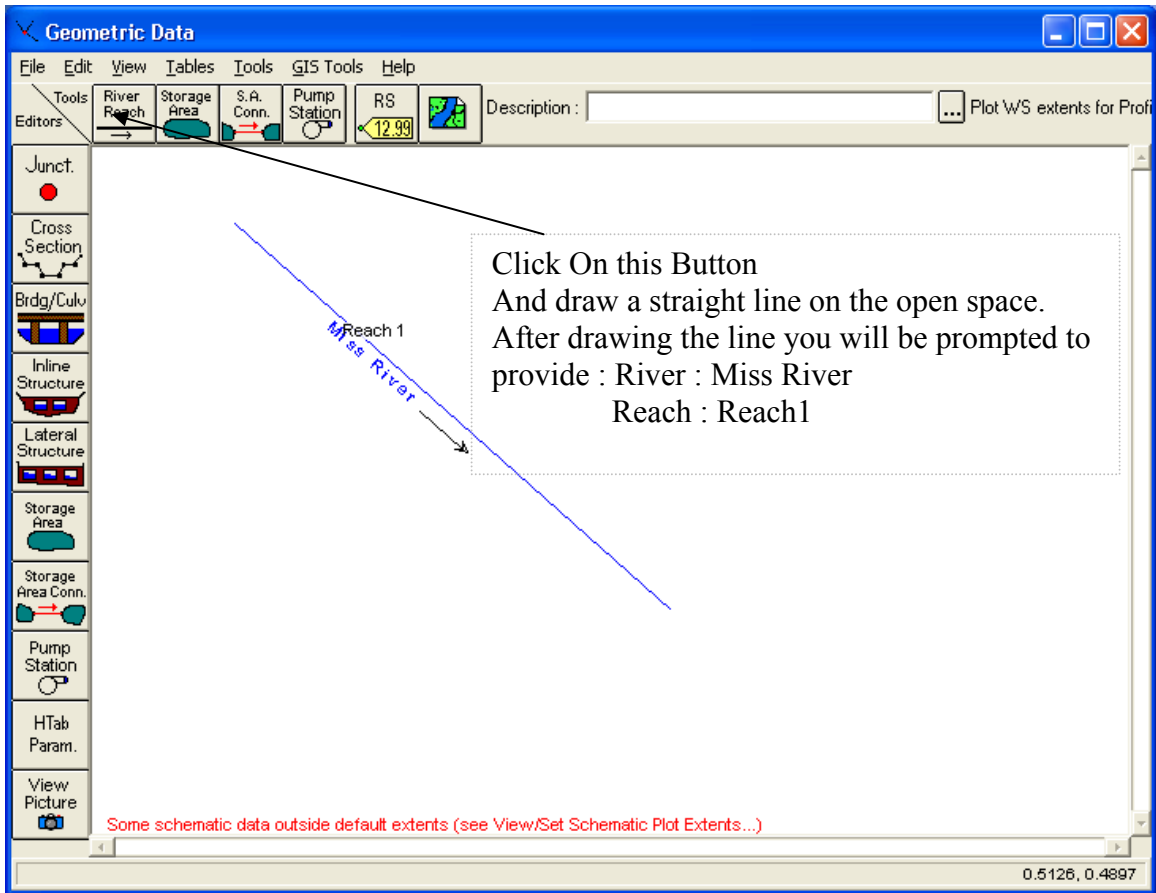 Geometric Data
File Edit View Tables Tools GIS Tools Help
Tools
Editors
River
Reach
Storage
Area
S.A.
Conn.
Pump
Station
RS
12.99
Description :
...
Plot WS extents for Profi
Junct.
Cross
Section
Brdg/Culv
Inline
Structure
Lateral
Structure
Storage
Area
Storage
Area Conn.
Pump
Station
HTab
Param.
View
Picture
Reach 1
Miss River
Click On this Button
And draw a straight line on the open space.
After drawing the line you will be prompted to
provide : River : Miss River
Reach : Reach1
Some schematic data outside default extents (see View/Set Schematic Plot Extents...)
0.5126, 0.4897